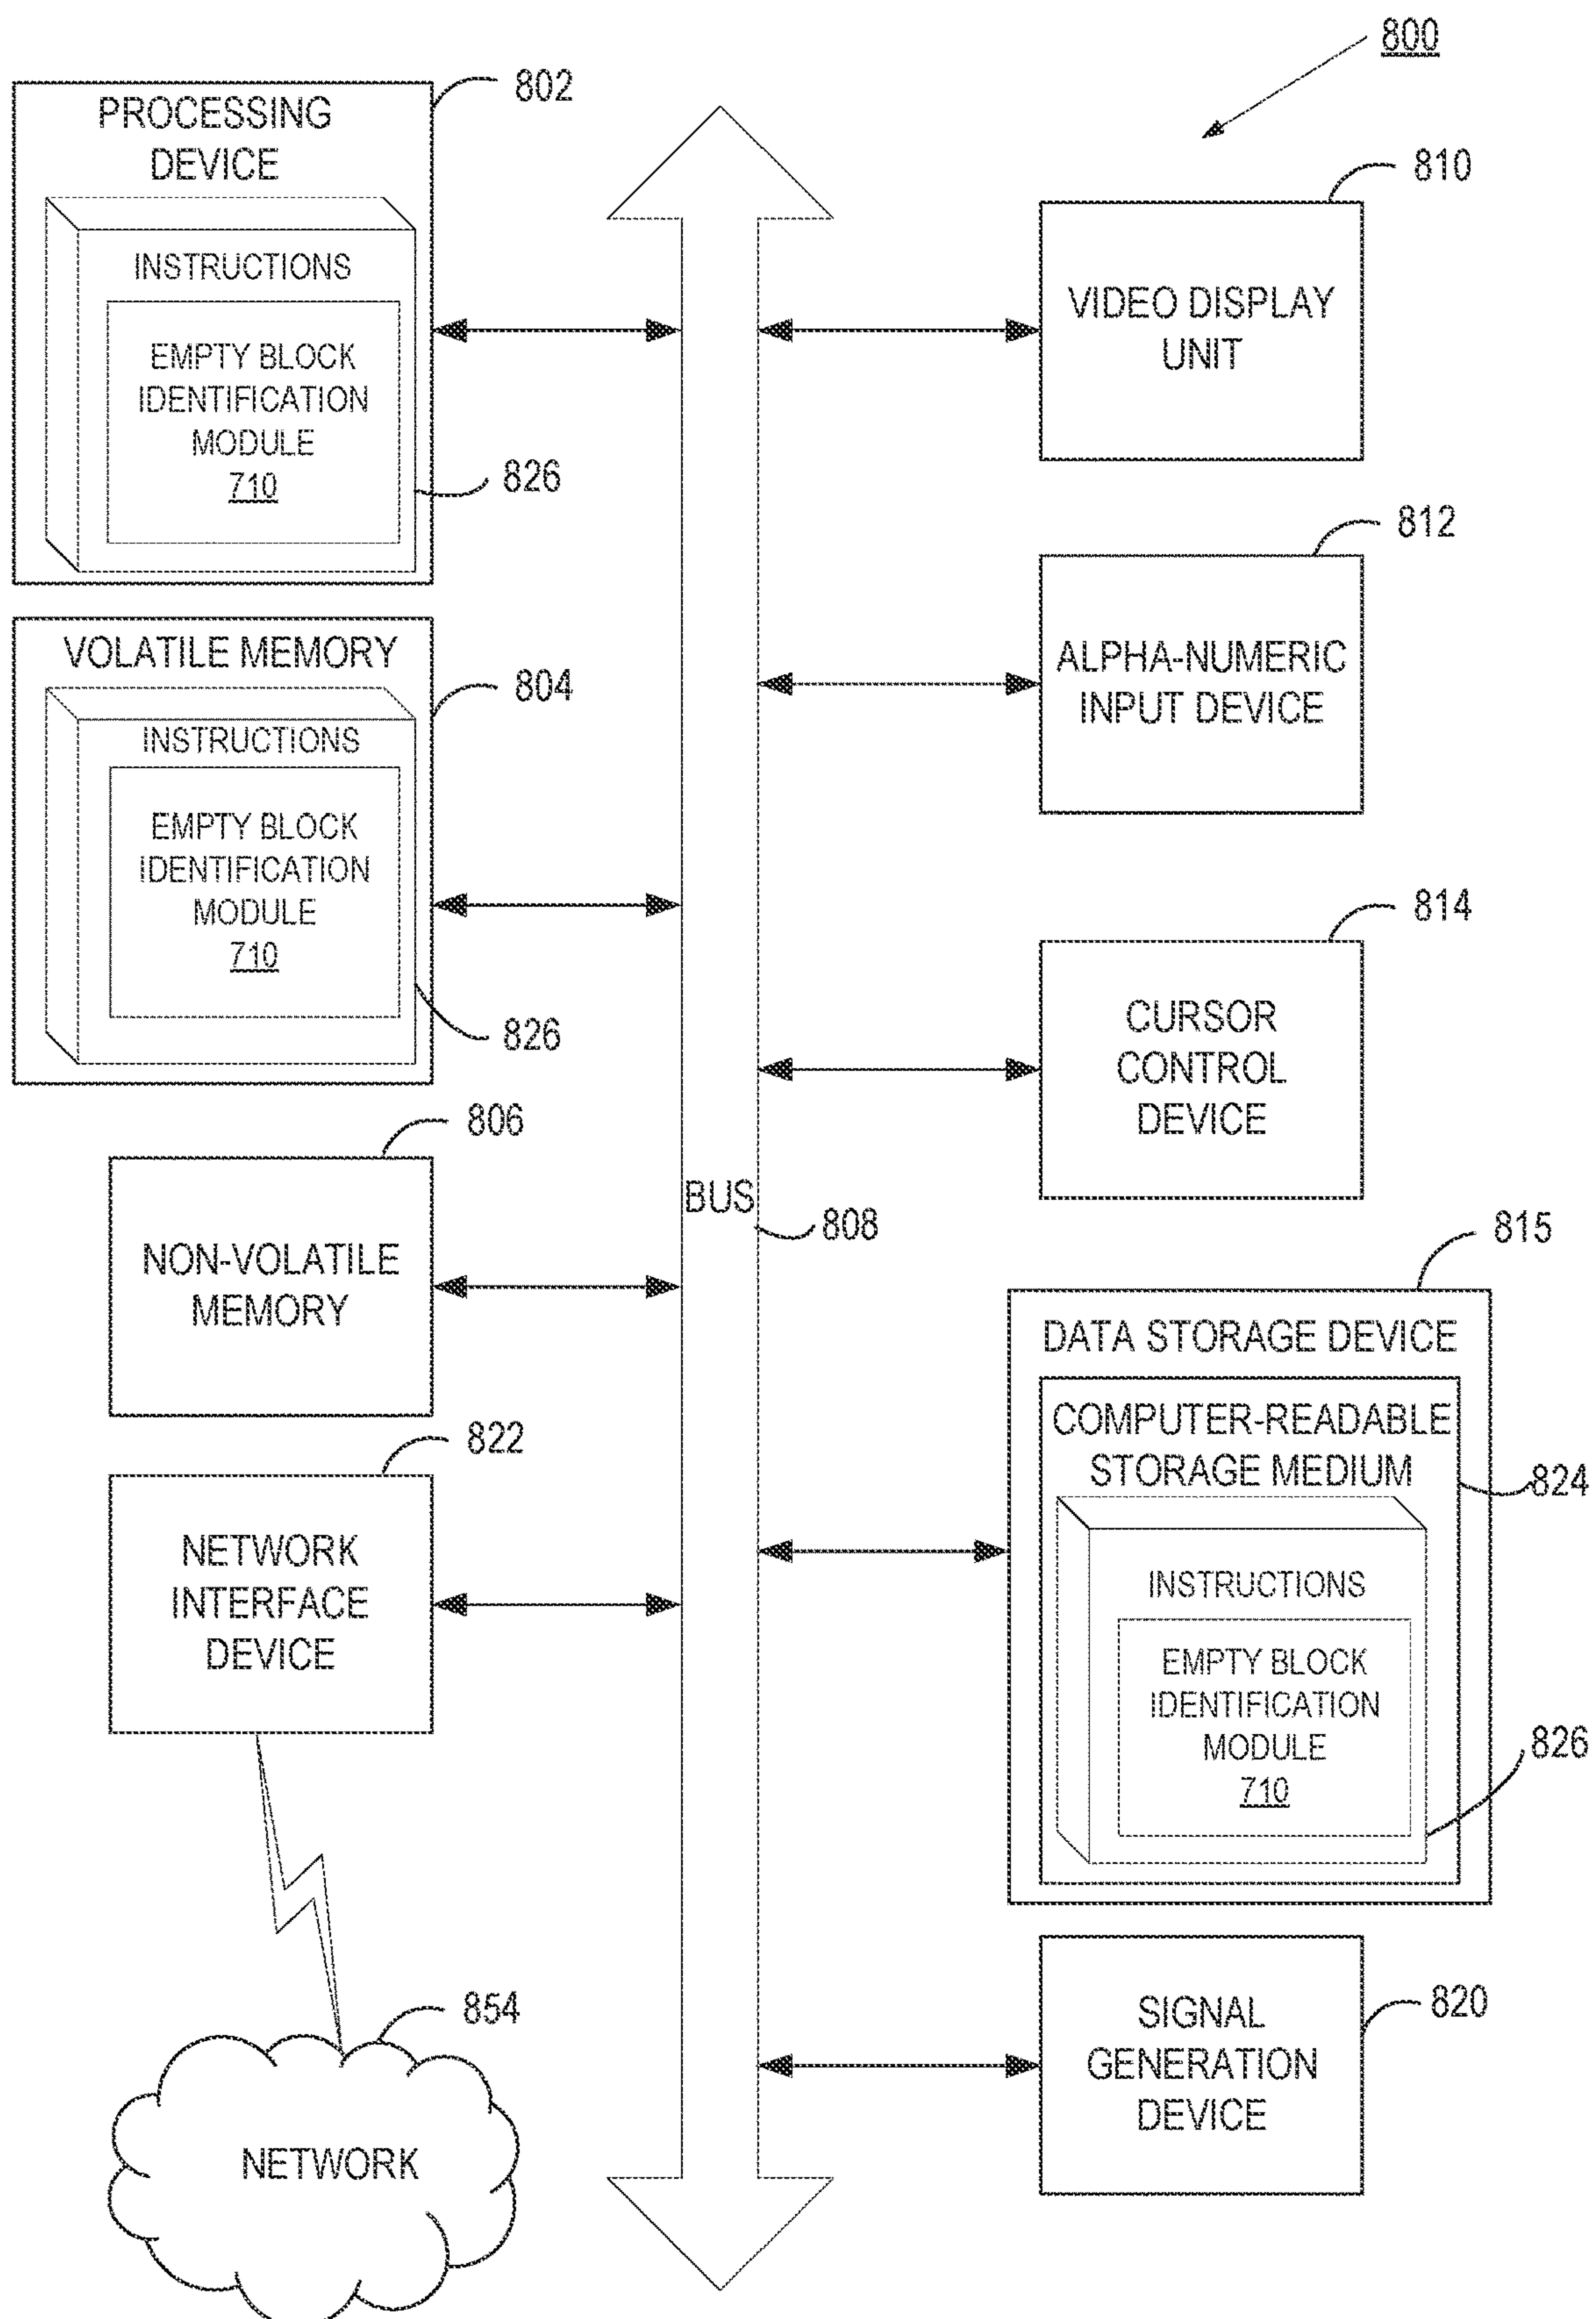 800
802
PROCESSING
DEVICE
INSTRUCTIONS
EMPTY BLOCK
IDENTIFICATION
MODULE
710
826
VOLATILE MEMORY
804
INSTRUCTIONS
EMPTY BLOCK
IDENTIFICATION
MODULE
710
826
806
NON-VOLATILE
MEMORY
822
NETWORK
INTERFACE
DEVICE
854
NETWORK
BUS
808
810
VIDEO DISPLAY
UNIT
812
ALPHA-NUMERIC
INPUT DEVICE
814
CURSOR
CONTROL
DEVICE
815
DATA STORAGE DEVICE
COMPUTER-READABLE
STORAGE MEDIUM
824
INSTRUCTIONS
EMPTY BLOCK
IDENTIFICATION
MODULE
710
826
820
SIGNAL
GENERATION
DEVICE